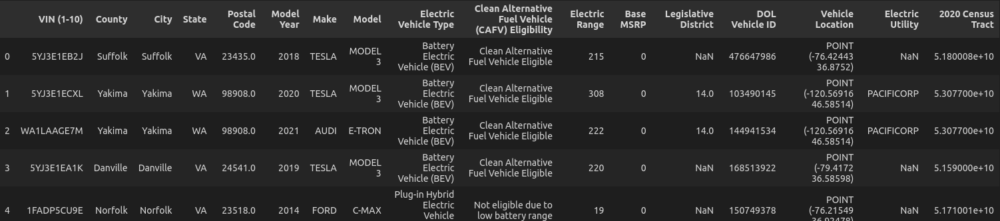 VIN (1-10) County City State Postal Code Model Year Make Model Electric Vehicle Type Clean Alternative Fuel Vehicle (CAFV) Eligibility Electric Range Base MSRP Legislative District DOL Vehicle ID Vehicle Location Electric Utility 2020 Census Tract
0 5YJ3E1EB2J Suffolk Suffolk VA 23435.0 2018 TESLA MODEL 3 Battery Electric Vehicle (BEV) Clean Alternative Fuel Vehicle Eligible 215 0 NaN 476647986 POINT (-76.42443 36.8752) NaN 5.180008e+10
1 5YJ3E1ECXL Yakima Yakima WA 98908.0 2020 TESLA MODEL 3 Battery Electric Vehicle (BEV) Clean Alternative Fuel Vehicle Eligible 308 0 14.0 103490145 POINT (-120.56916 46.58514) PACIFICORP 5.307700e+10
2 WA1LAAGE7M Yakima Yakima WA 98908.0 2021 AUDI E-TRON Battery Electric Vehicle (BEV) Clean Alternative Fuel Vehicle Eligible 222 0 14.0 144941534 POINT (-120.56916 46.58514) PACIFICORP 5.307700e+10
3 5YJ3E1EA1K Danville Danville VA 24541.0 2019 TESLA MODEL 3 Battery Electric Vehicle (BEV) Clean Alternative Fuel Vehicle Eligible 220 0 NaN 168513922 POINT (-79.4172 36.58598) NaN 5.159000e+10
4 1FADP5CU9E Norfolk Norfolk VA 23518.0 2014 FORD C-MAX Plug-in Hybrid Electric Vehicle Not eligible due to low battery range 19 0 NaN 150749378 POINT (-76.21549 36.92478) NaN 5.171001e+10